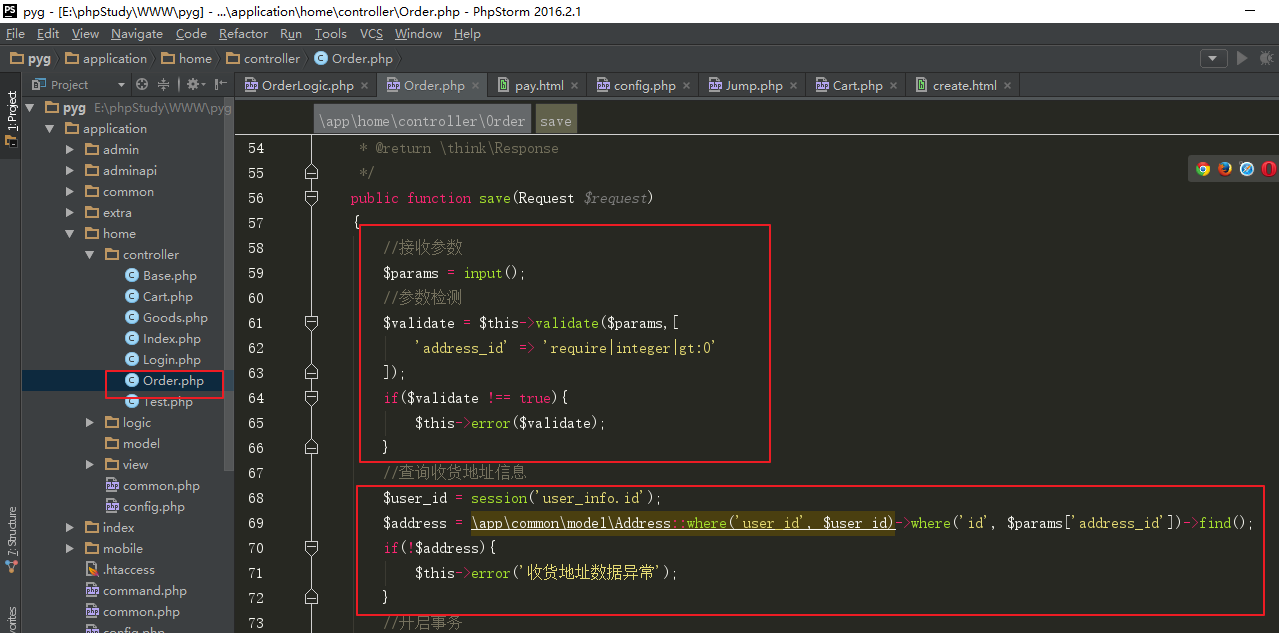 pyg - [E:\phpStudy\WWW\pyg] - ...\application\home\controller\Order.php - PhpStorm 2016.2.1
File Edit View Navigate Code Refactor Run Tools VCS Window Help
pyg application home controller Order.php
Project
OrderLogic.php × Order.php × pay.html × config.php × Jump.php × Cart.php × create.html ×
1: Project
7: Structure
pyg E:\phpStudy\WWW\pyg
application
admin
adminapi
common
extra
home
controller
Base.php
Cart.php
Goods.php
Index.php
Login.php
Order.php
Test.php
logic
model
view
common.php
config.php
index
mobile
.htaccess
command.php
common.php
config.php
\app\home\controller\Order save
54 * @return \think\Response
55 */
56 public function save(Request $request)
57 {
58 //接收参数
59 $params = input();
60 //参数检测
61 $validate = $this->validate($params,[
62 'address_id' => 'require|integer|gt:0'
63 ]);
64 if($validate !== true){
65 $this->error($validate);
66 }
67 //查询收货地址信息
68 $user_id = session('user_info.id');
69 $address = \app\common\model\Address::where('user_id', $user_id)->where('id', $params['address_id'])->find();
70 if(!$address){
71 $this->error('收货地址数据异常');
72 }
73 //开启事务